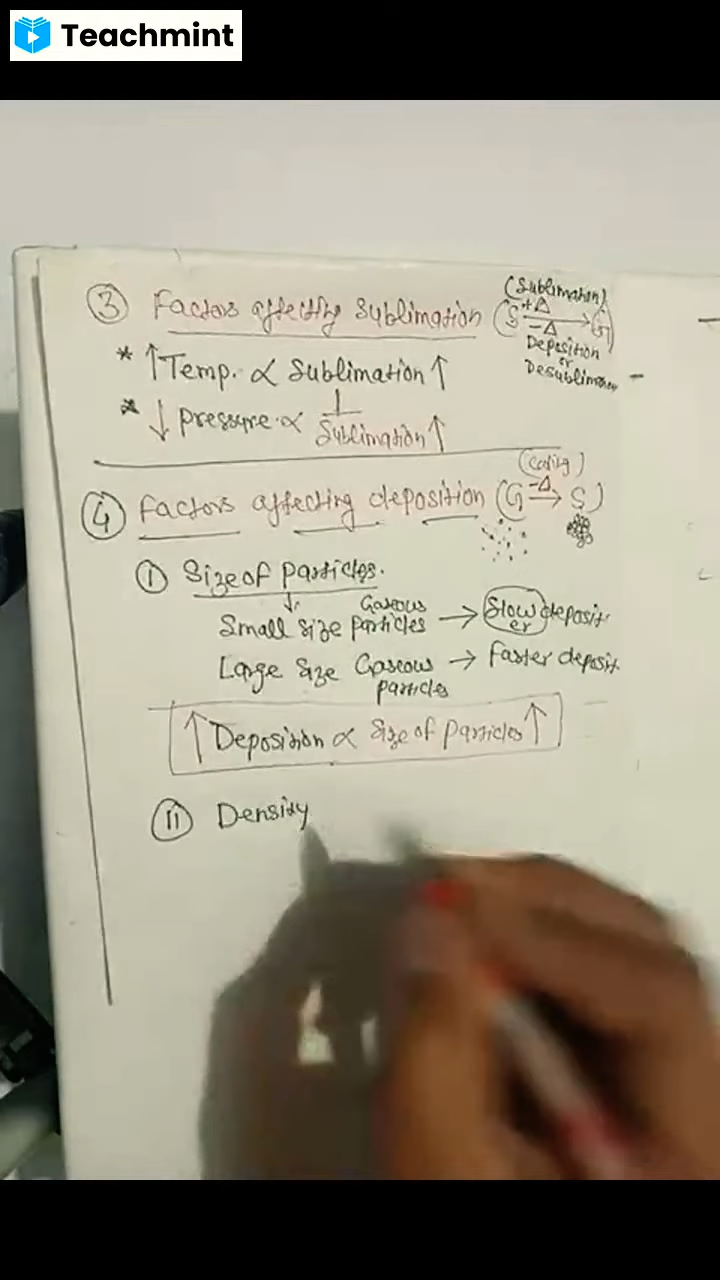 Teachmint
③ Factors affecting Sublimation
(Sublimation)
+Δ
S → G
-Δ
Deposition
or
* ↑Temp. ∝ Sublimation ↑
* ↓ Pressure ∝ 1/Sublimation ↑
④ Factors affecting deposition (G -Δ→ S)
① Size of Particles.
Small size Gaseous particles → Slower deposit
Large Size Gaseous particles → Faster deposit
↑ Deposition ∝ Size of Particles ↑
⑪ Density